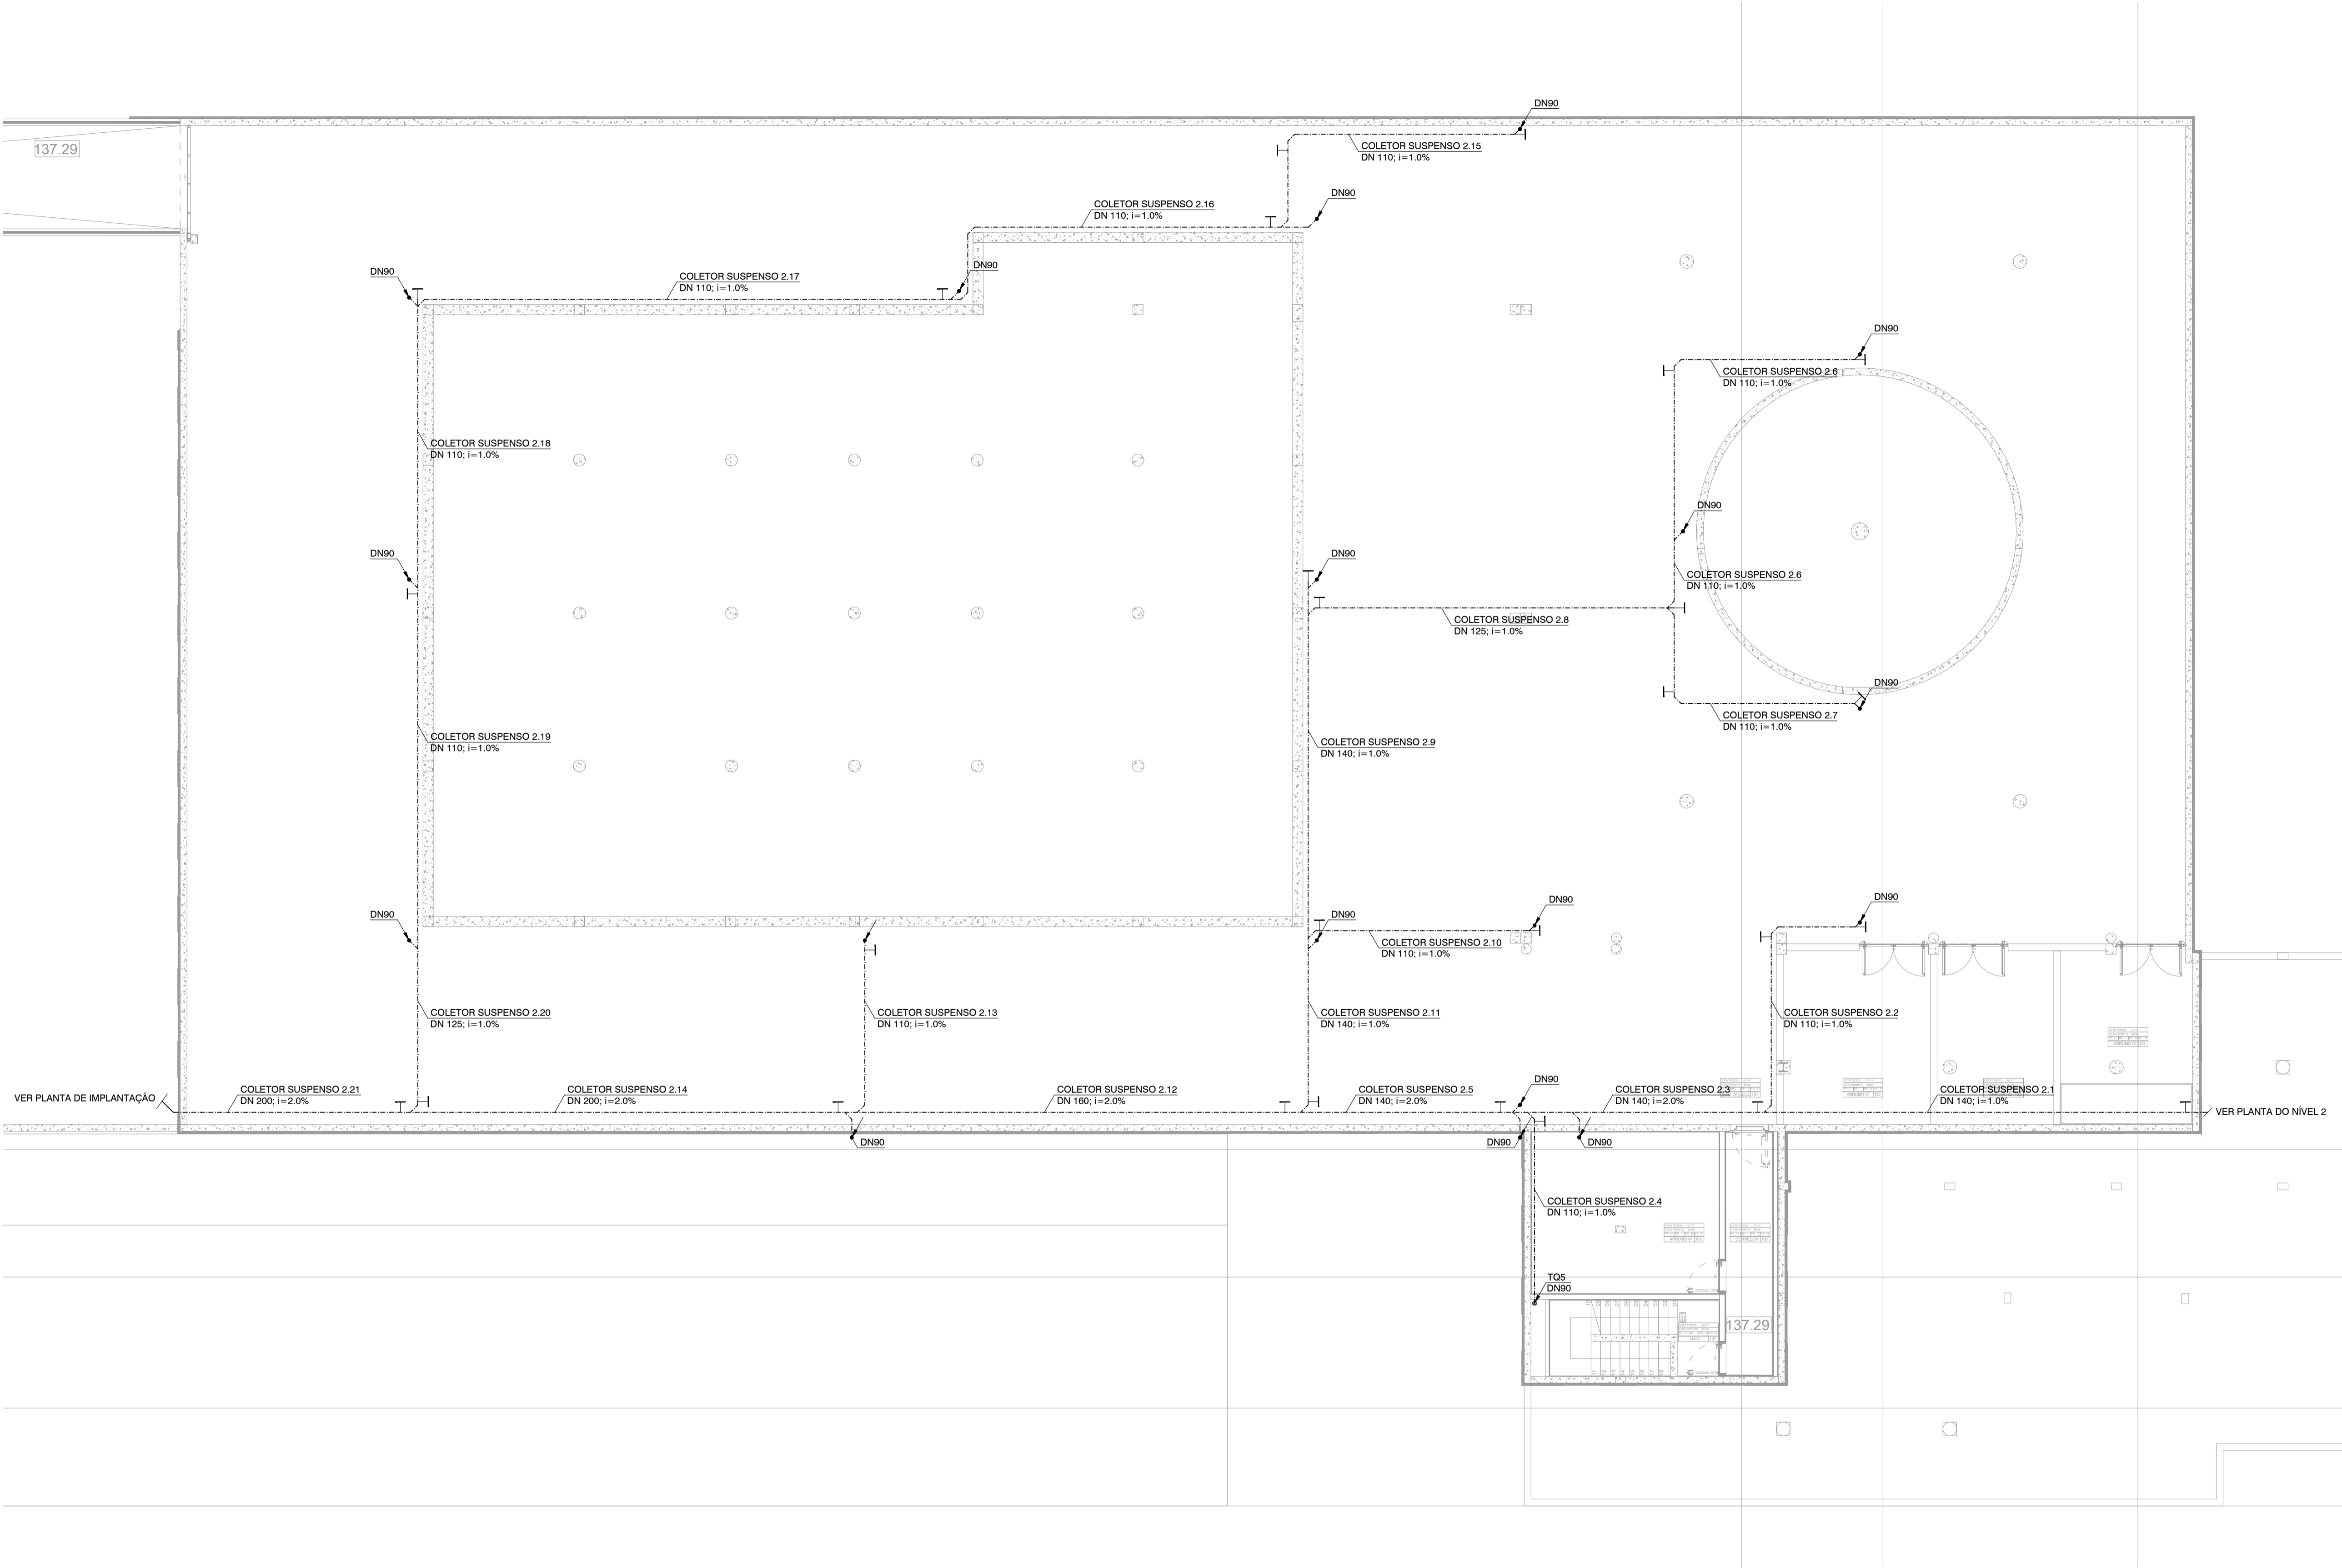 DN90
137.29
COLETOR SUSPENSO 2.15
DN 110; i=1.0%
DN90
COLETOR SUSPENSO 2.16
DN 110; i=1.0%
DN90
DN90
COLETOR SUSPENSO 2.17
DN 110; i=1.0%
DN90
COLETOR SUSPENSO 2.6
DN 110; i=1.0%
COLETOR SUSPENSO 2.18
DN 110; i=1.0%
DN90
DN90
DN90
COLETOR SUSPENSO 2.6
DN 110; i=1.0%
COLETOR SUSPENSO 2.8
DN 125; i=1.0%
DN90
COLETOR SUSPENSO 2.7
DN 110; i=1.0%
COLETOR SUSPENSO 2.19
DN 110; i=1.0%
COLETOR SUSPENSO 2.9
DN 140; i=1.0%
DN90
DN90
DN90
DN90
COLETOR SUSPENSO 2.10
DN 110; i=1.0%
COLETOR SUSPENSO 2.20
DN 125; i=1.0%
COLETOR SUSPENSO 2.13
DN 110; i=1.0%
COLETOR SUSPENSO 2.11
DN 140; i=1.0%
COLETOR SUSPENSO 2.2
DN 110; i=1.0%
VER PLANTA DE IMPLANTAÇÃO
COLETOR SUSPENSO 2.21
DN 200; i=2.0%
COLETOR SUSPENSO 2.14
DN 200; i=2.0%
COLETOR SUSPENSO 2.12
DN 160; i=2.0%
COLETOR SUSPENSO 2.5
DN 140; i=2.0%
DN90
COLETOR SUSPENSO 2.3
DN 140; i=2.0%
COLETOR SUSPENSO 2.1
DN 140; i=1.0%
VER PLANTA DO NÍVEL 2
DN90
DN90
DN90
COLETOR SUSPENSO 2.4
DN 110; i=1.0%
TQ5
DN90
137.29